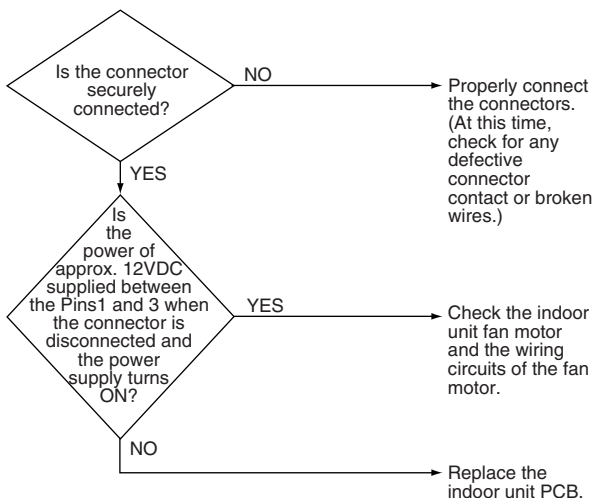 Is the connector
securely
connected?
NO
Properly connect
the connectors.
(At this time,
check for any
defective
connector
contact or broken
wires.)
YES
Is
the
power of
approx. 12VDC
supplied between
the Pins1 and 3 when
the connector is
disconnected and
the power
supply turns
ON?
YES
Check the indoor
unit fan motor
and the wiring
circuits of the fan
motor.
NO
Replace the
indoor unit PCB.